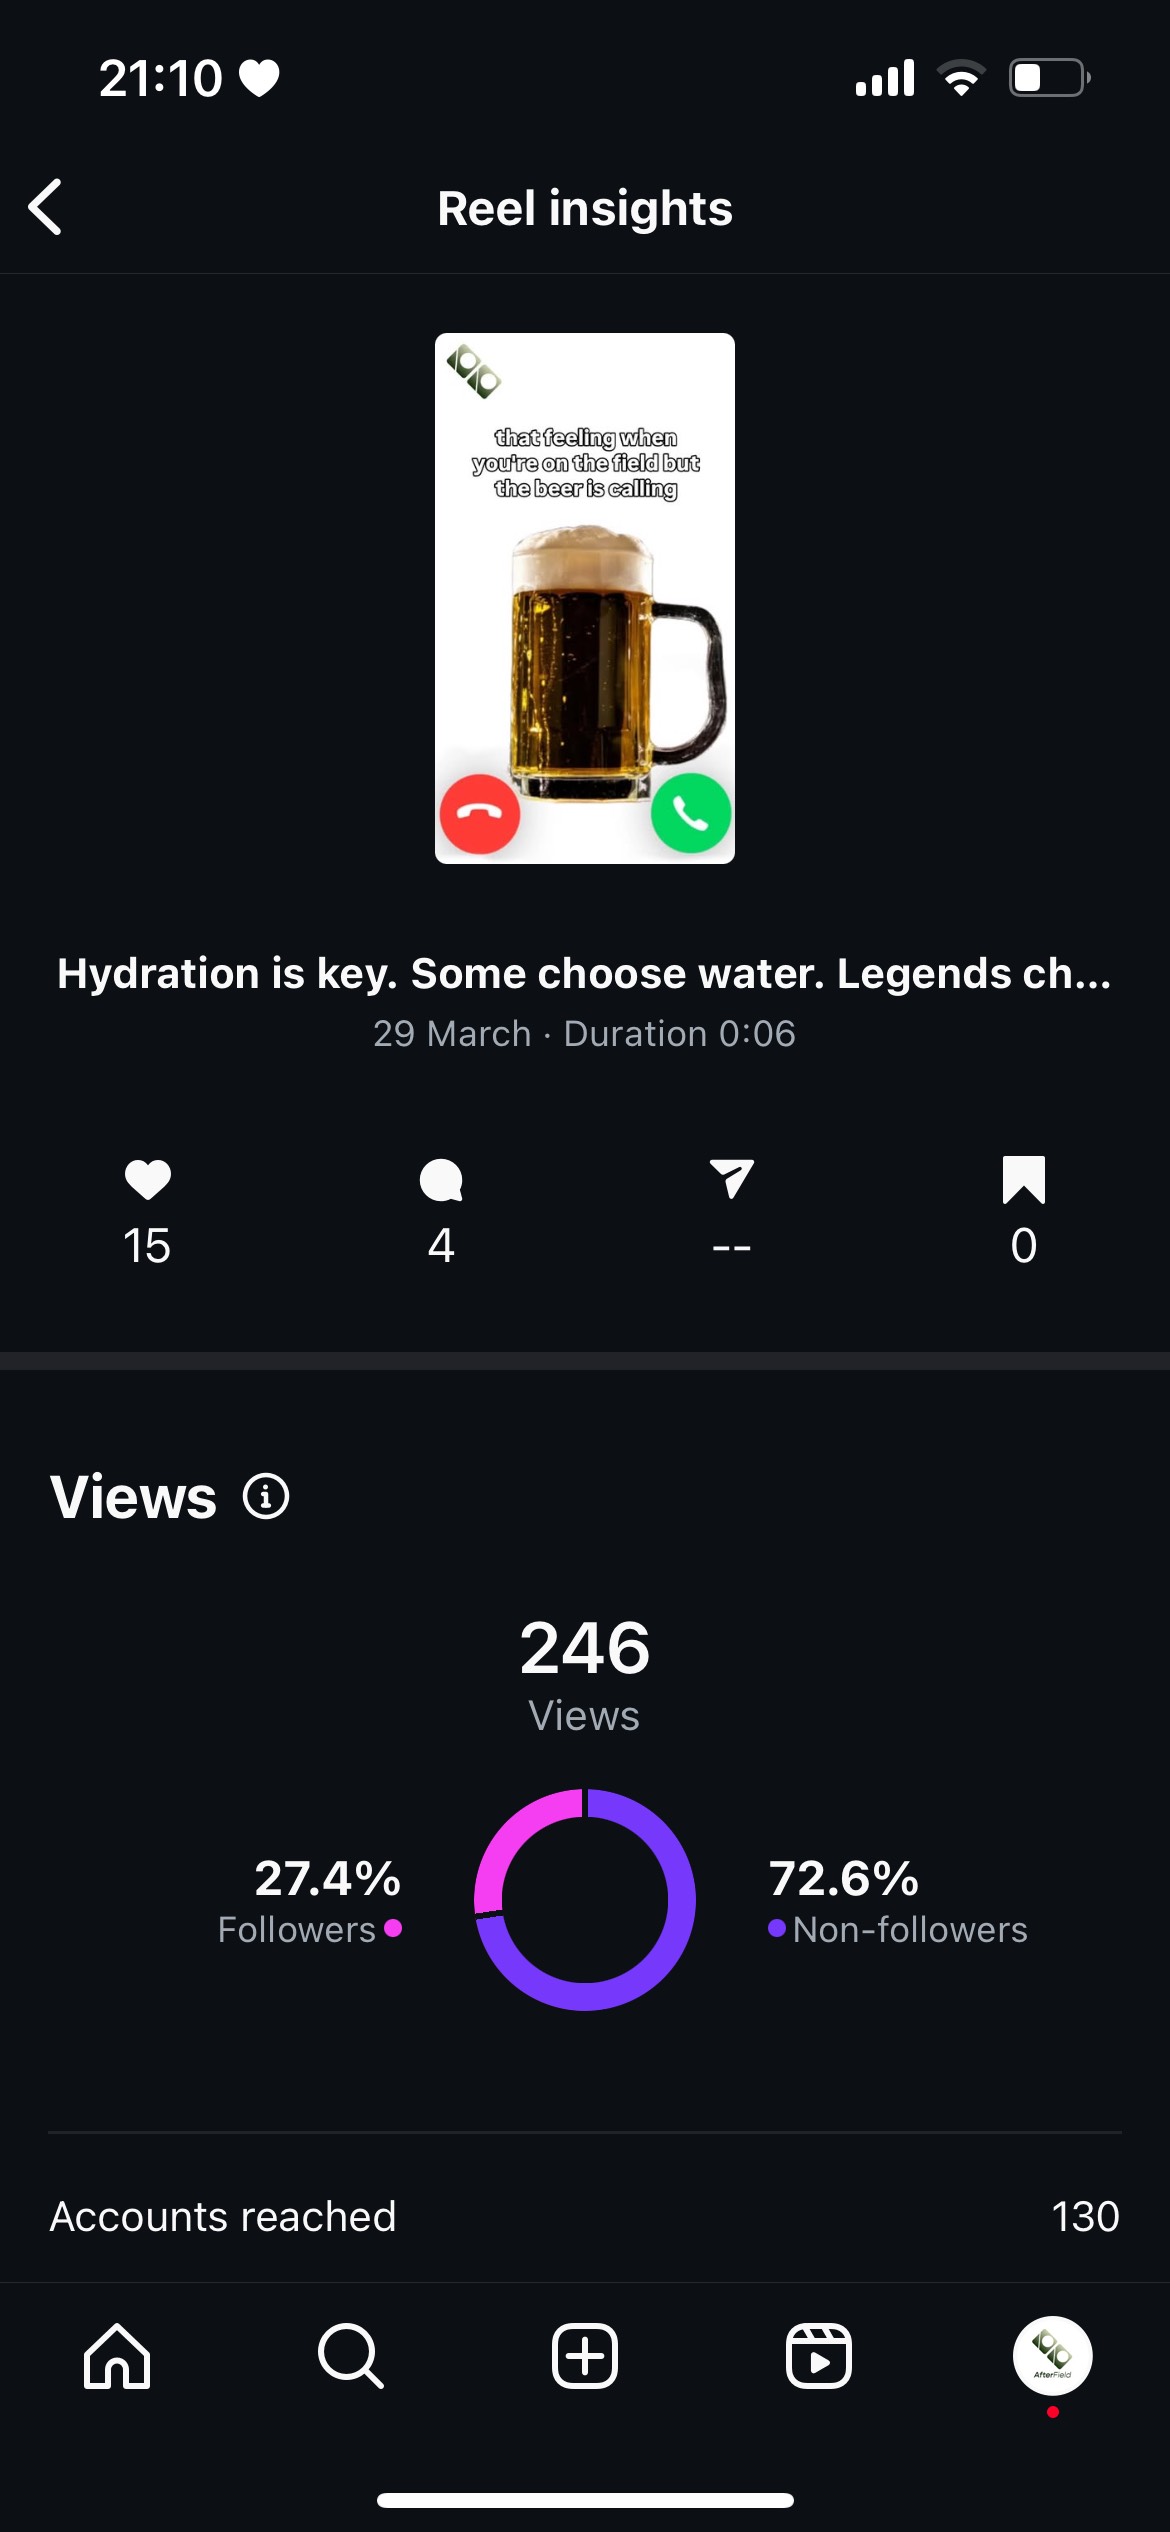 21:10
Reel insights
that feeling when
you're on the field but
the beer is calling
Hydration is key. Some choose water. Legends ch...
29 March · Duration 0:06
15
4
--
0
Views
246
Views
27.4%
Followers
72.6%
Non-followers
Accounts reached
130
AfterField